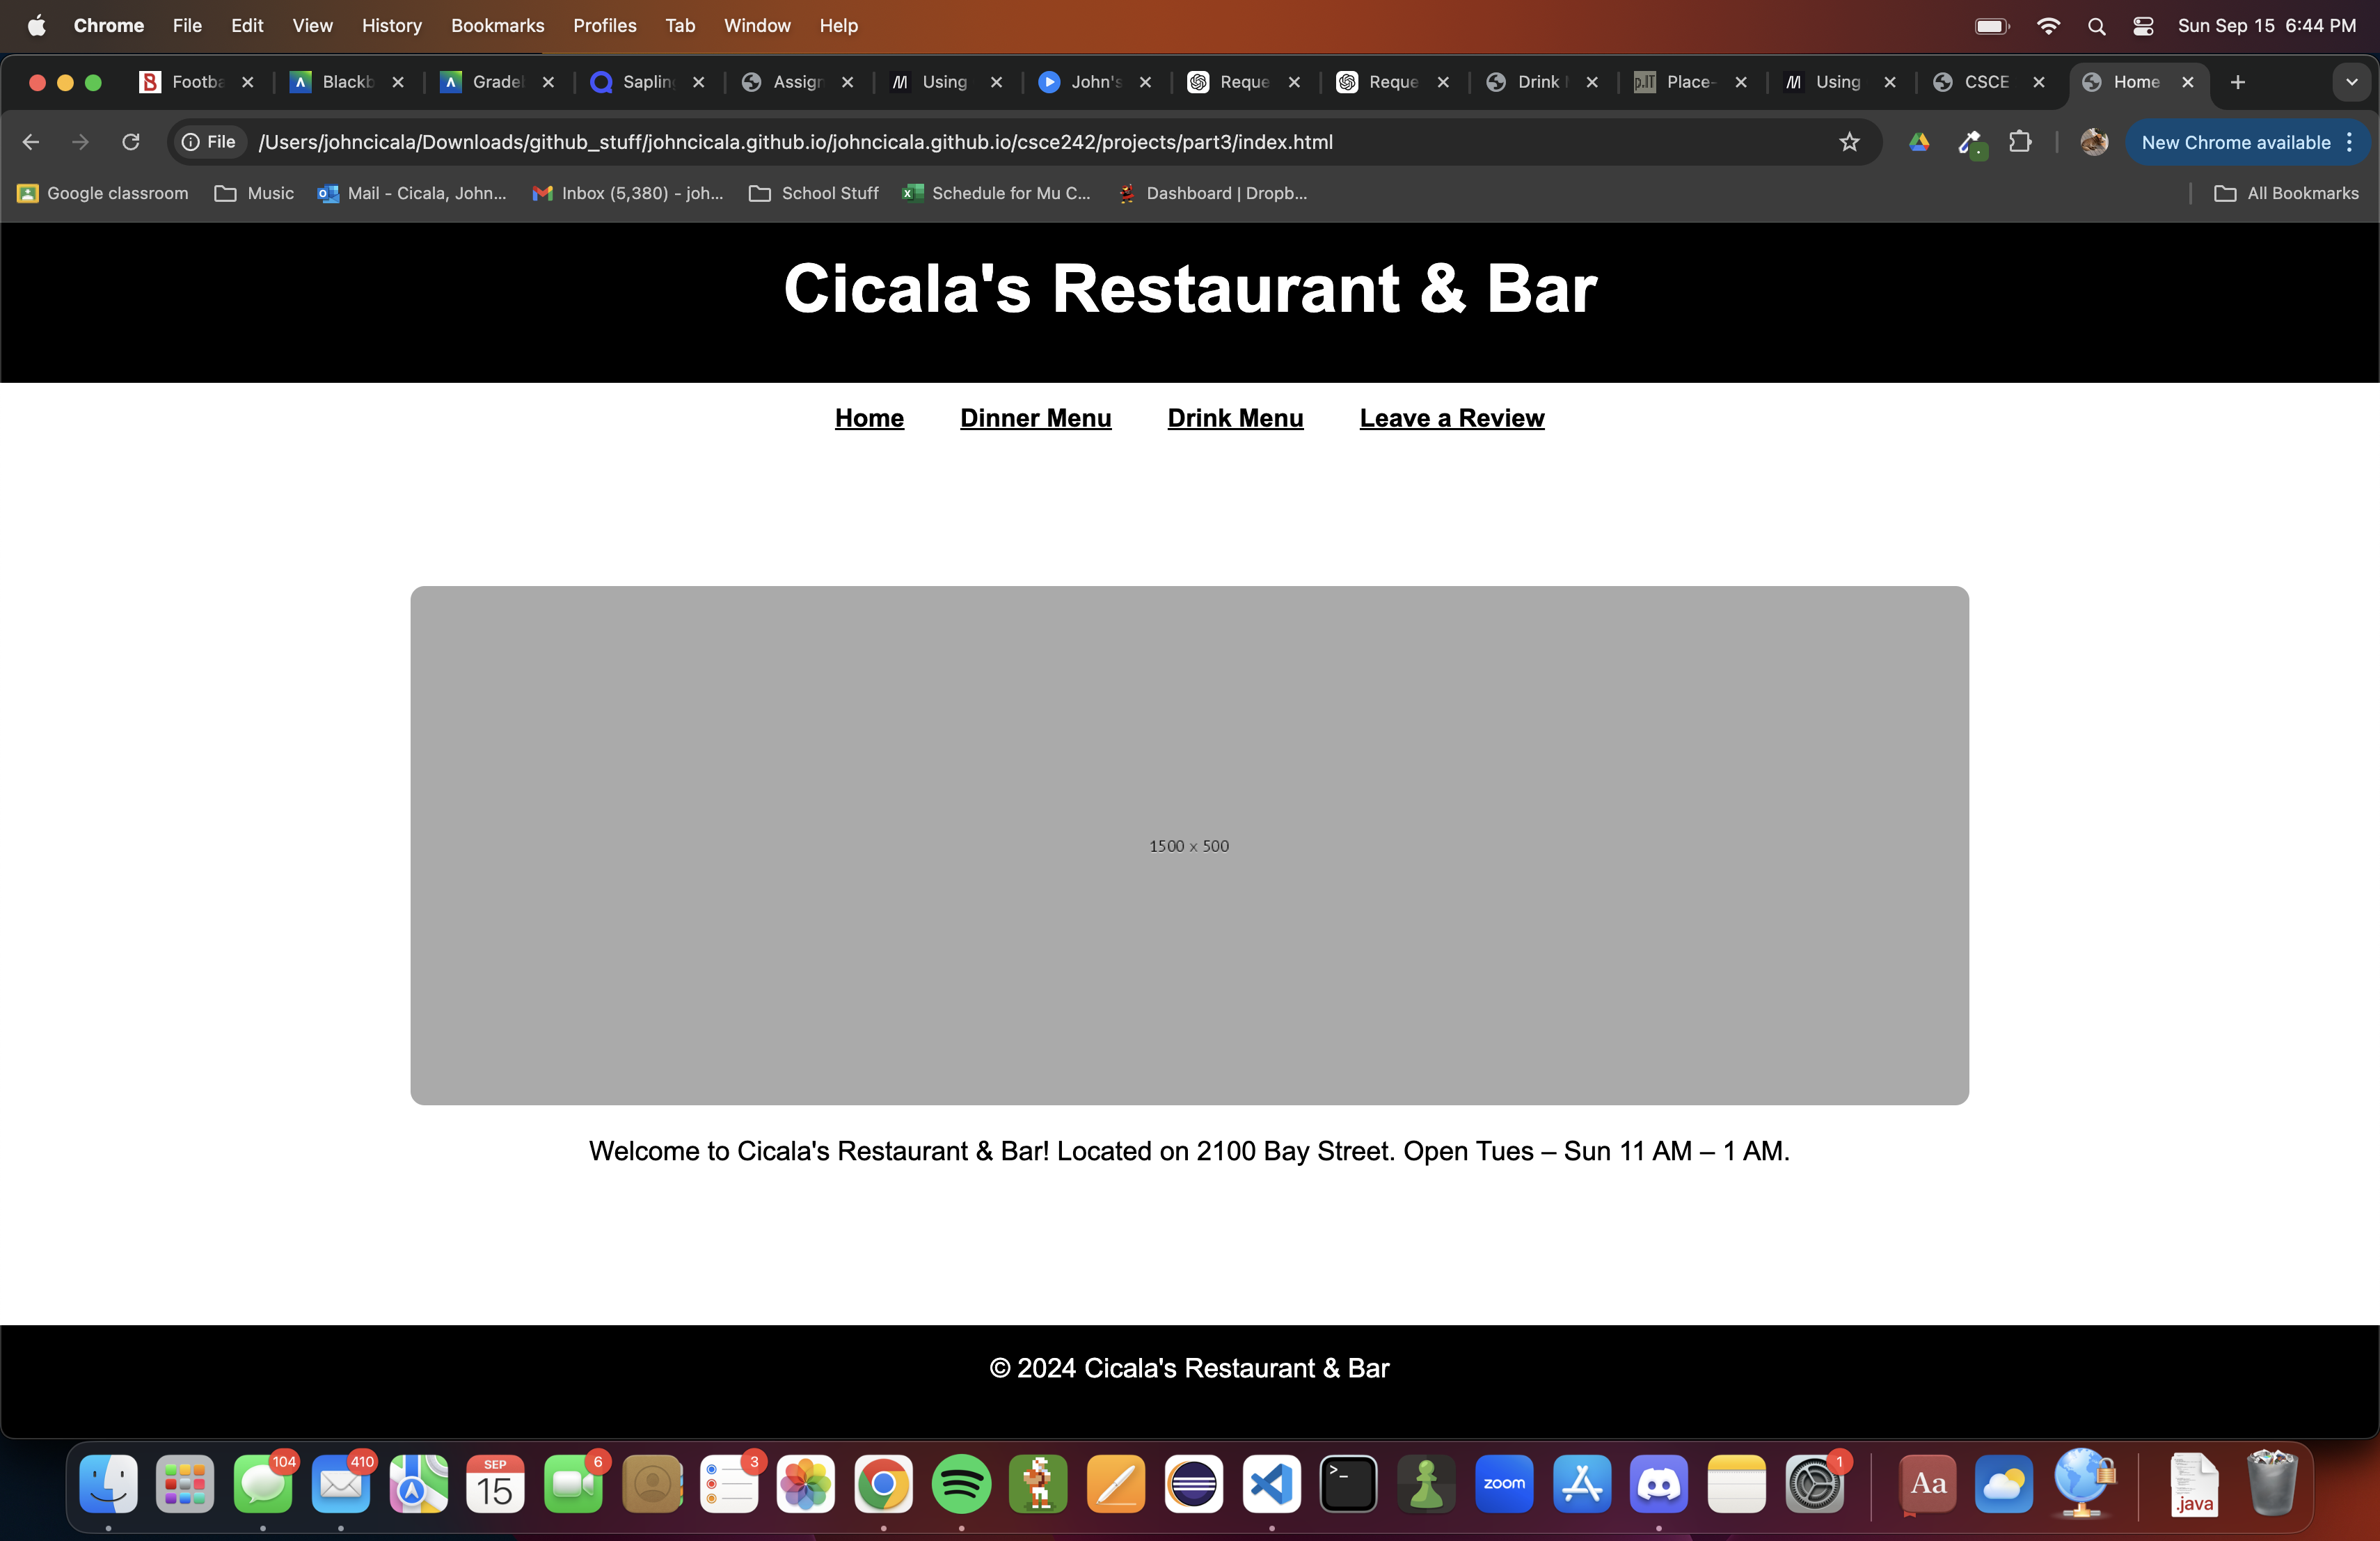 Chrome File Edit View History Bookmarks Profiles Tab Window Help Sun Sep 15 6:44 PM
Footba Blackb Gradeb Sapling Assign Using John's Reque Reque Drink Place- Using CSCE Home
File /Users/johncicala/Downloads/github_stuff/johncicala.github.io/johncicala.github.io/csce242/projects/part3/index.html New Chrome available
Google classroom Music Mail - Cicala, John... Inbox (5,380) - joh... School Stuff Schedule for Mu C... Dashboard | Dropb... All Bookmarks
Cicala's Restaurant & Bar
Home Dinner Menu Drink Menu Leave a Review
1500 x 500
Welcome to Cicala's Restaurant & Bar! Located on 2100 Bay Street. Open Tues – Sun 11 AM – 1 AM.
© 2024 Cicala's Restaurant & Bar
104 410 SEP 15 6 3 >_ zoom 1 Aa .java